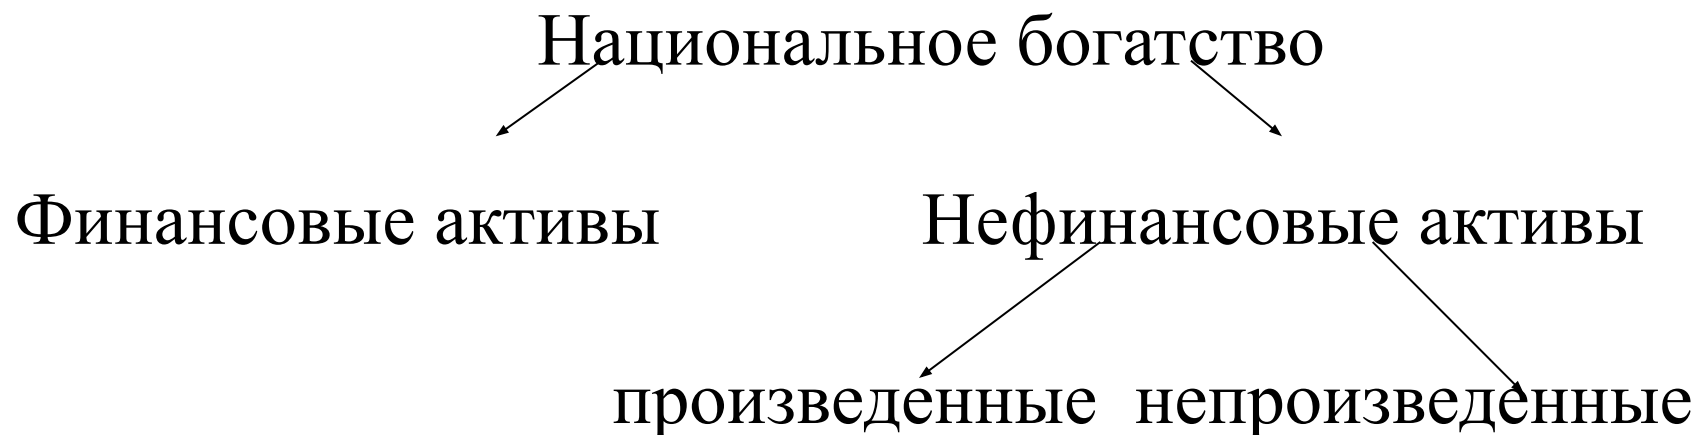 Национальное богатство
Финансовые активы Нефинансовые активы
произведенные непроизведенные